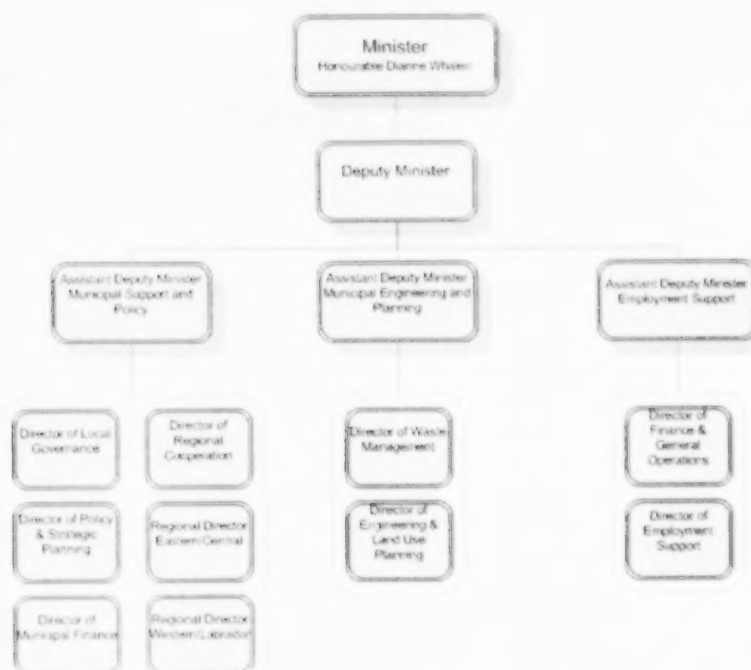 Minister
Honourable Dianne Whalen
Deputy Minister
Assistant Deputy Minister
Municipal Support and
Policy
Assistant Deputy Minister
Municipal Engineering and
Planning
Assistant Deputy Minister
Employment Support
Director of Local
Governance
Director of
Regional
Cooperation
Director of Waste
Management
Director of
Finance &
General
Operations
Director of Policy
& Strategic
Planning
Regional Director
Eastern/Central
Director of
Engineering &
Land Use
Planning
Director of
Employment
Support
Director of
Municipal Finance
Regional Director
Western/Labrador